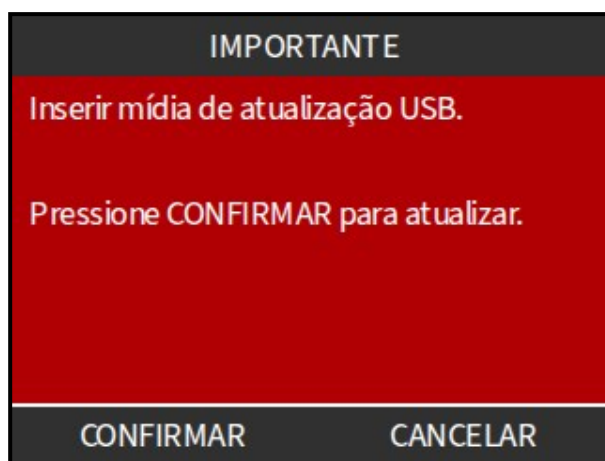 IMPORTANTE
Inserir mídia de atualização USB.
Pressione CONFIRMAR para atualizar.
CONFIRMAR CANCELAR